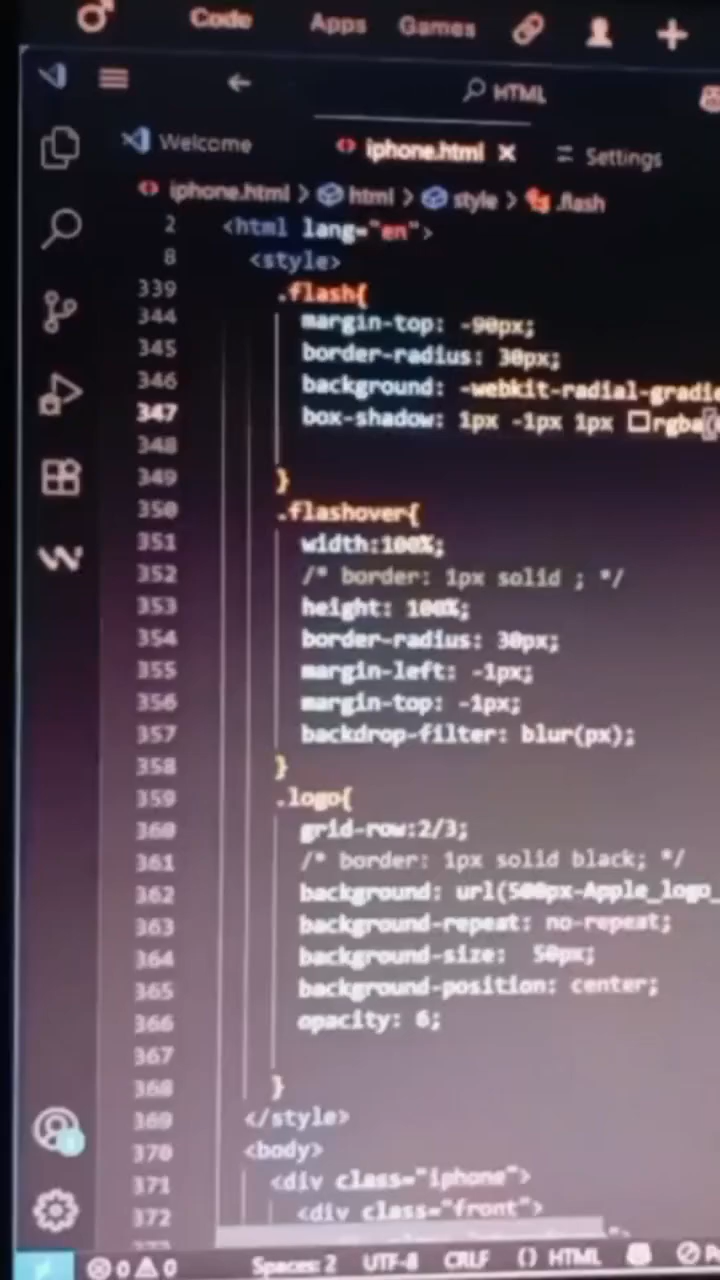 Code Apps Games
HTML
Welcome iphone.html Settings
iphone.html > html > style > .flash
2 <html lang="en">
8 <style>
339 .flash{
344 margin-top: -90px;
345 border-radius: 30px;
346 background: -webkit-radial-gradie
347 box-shadow: 1px -1px 1px rgba(
348
349 }
350 .flashover{
351 width:100%;
352 /* border: 1px solid ; */
353 height: 100%;
354 border-radius: 30px;
355 margin-left: -1px;
356 margin-top: -1px;
357 backdrop-filter: blur(px);
358 }
359 .logo{
360 grid-row:2/3;
361 /* border: 1px solid black; */
362 background: url(500px-Apple_logo_
363 background-repeat: no-repeat;
364 background-size:  50px;
365 background-position: center;
366 opacity: 6;
367
368 }
369 </style>
370 <body>
371 <div class="iphone">
372 <div class="front">
0 0 Spaces: 2 UTF-8 CRLF {} HTML